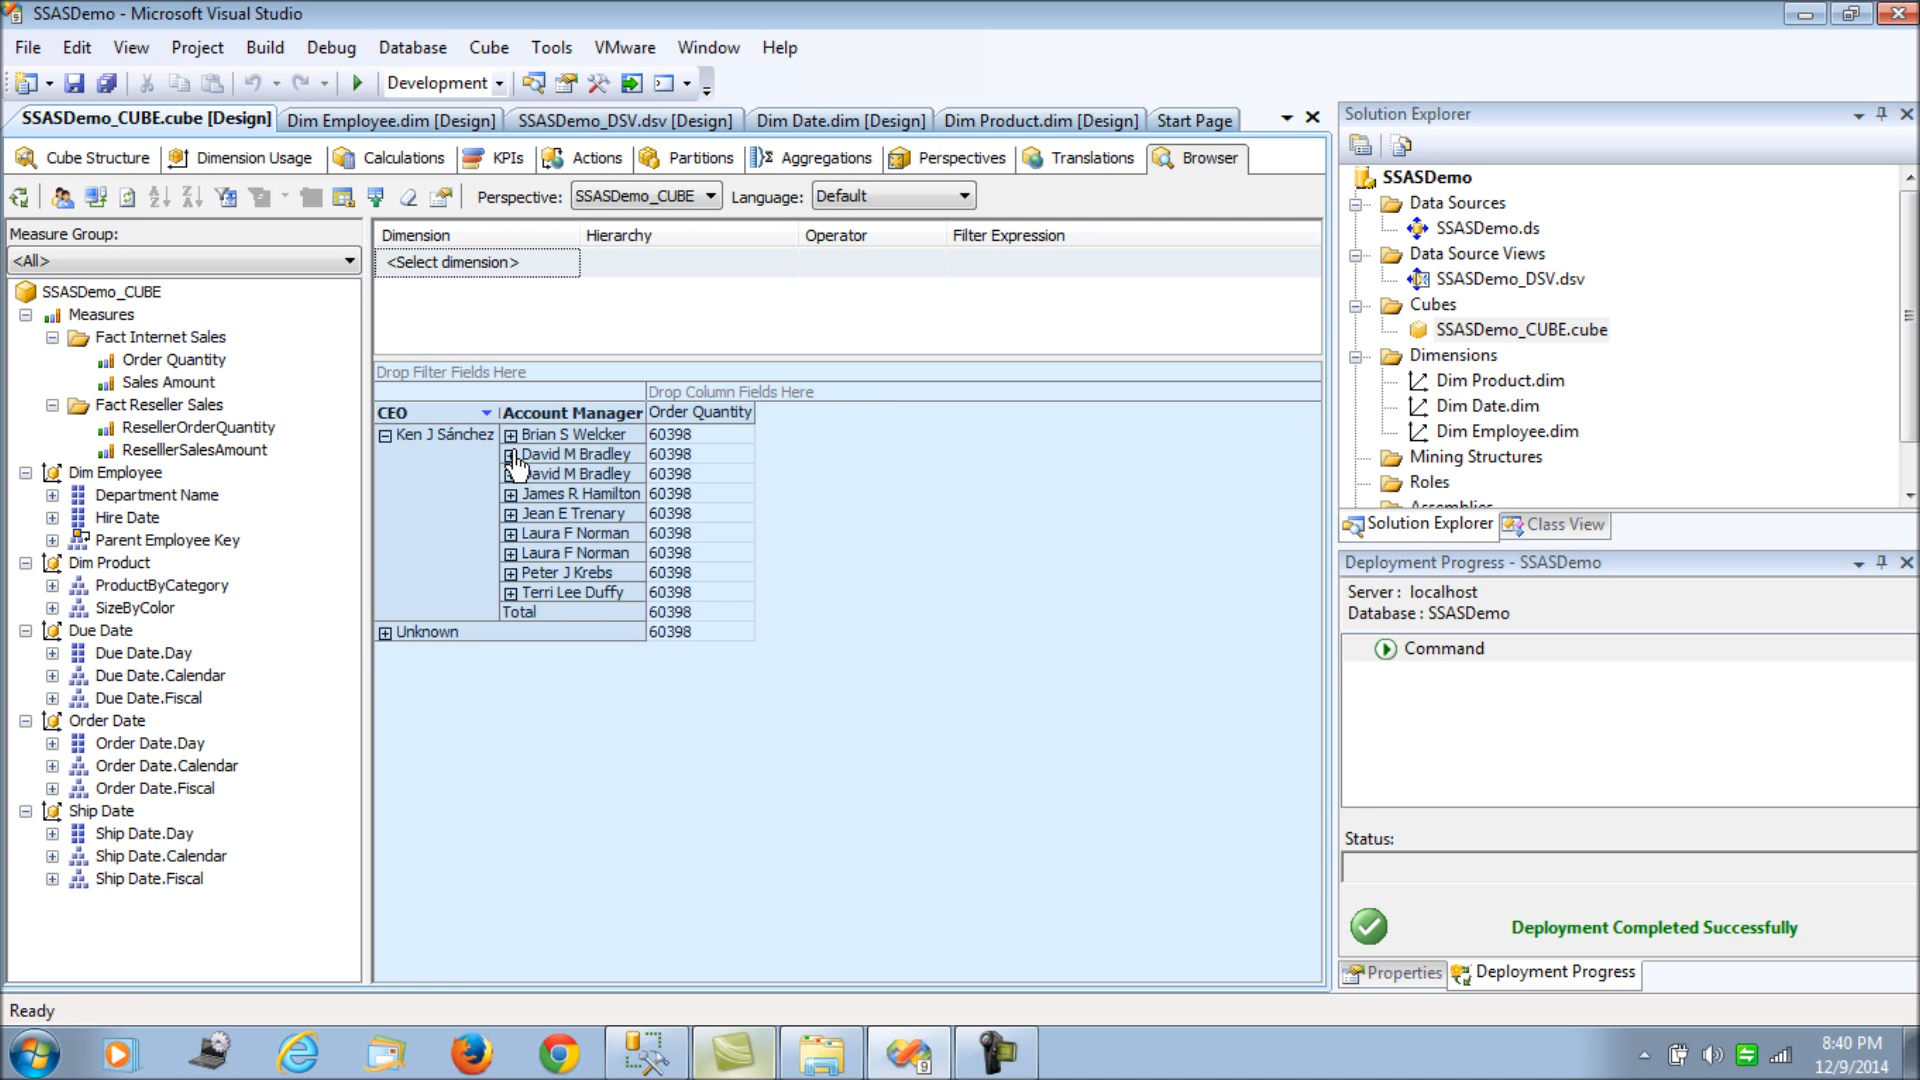 SSASDemo - Microsoft Visual Studio
File Edit View Project Build Debug Database Cube Tools VMware Window Help
Development
SSASDemo_CUBE.cube [Design] Dim Employee.dim [Design] SSASDemo_DSV.dsv [Design] Dim Date.dim [Design] Dim Product.dim [Design] Start Page
Cube Structure Dimension Usage Calculations KPIs Actions Partitions Aggregations Perspectives Translations Browser
Perspective: SSASDemo_CUBE Language: Default
Measure Group:
<All>
SSASDemo_CUBE
Measures
Fact Internet Sales
Order Quantity
Sales Amount
Fact Reseller Sales
ResellerOrderQuantity
ResellerSalesAmount
Dim Employee
Department Name
Hire Date
Parent Employee Key
Dim Product
ProductByCategory
SizeByColor
Due Date
Due Date.Day
Due Date.Calendar
Due Date.Fiscal
Order Date
Order Date.Day
Order Date.Calendar
Order Date.Fiscal
Ship Date
Ship Date.Day
Ship Date.Calendar
Ship Date.Fiscal
Dimension Hierarchy Operator Filter Expression
<Select dimension>
Drop Filter Fields Here
Drop Column Fields Here
CEO Account Manager Order Quantity
Ken J Sánchez Brian S Welcker 60398
David M Bradley 60398
David M Bradley 60398
James R Hamilton 60398
Jean E Trenary 60398
Laura F Norman 60398
Laura F Norman 60398
Peter J Krebs 60398
Terri Lee Duffy 60398
Total 60398
Unknown 60398
Solution Explorer
SSASDemo
Data Sources
SSASDemo.ds
Data Source Views
SSASDemo_DSV.dsv
Cubes
SSASDemo_CUBE.cube
Dimensions
Dim Product.dim
Dim Date.dim
Dim Employee.dim
Mining Structures
Roles
Assemblies
Solution Explorer Class View
Deployment Progress - SSASDemo
Server : localhost
Database : SSASDemo
Command
Status:
Deployment Completed Successfully
Properties Deployment Progress
Ready
8:40 PM
12/9/2014